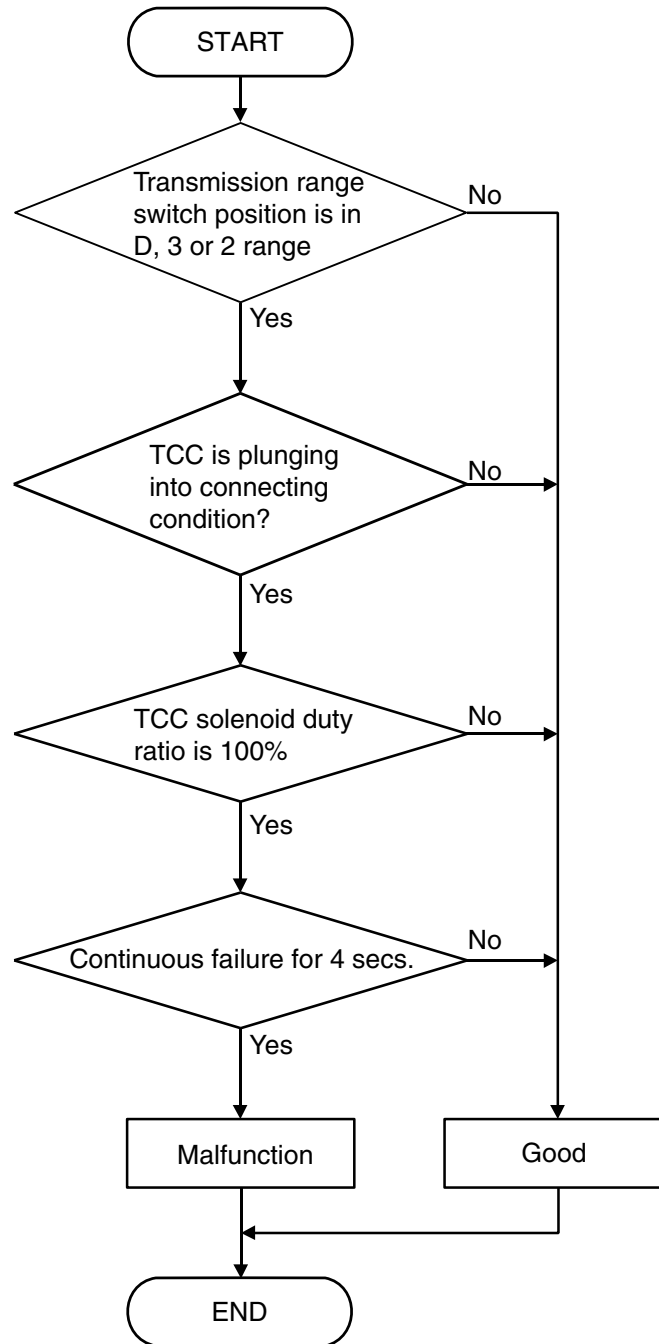 START
Transmission range
switch position is in
D, 3 or 2 range
No
Yes
TCC is plunging
into connecting
condition?
No
Yes
TCC solenoid duty
ratio is 100%
No
Yes
Continuous failure for 4 secs.
No
Yes
Malfunction
Good
END